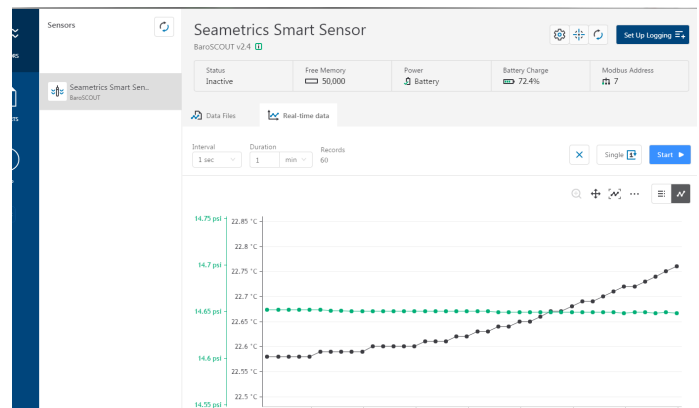 Sensors
Seametrics Smart Sen..
BaroSCOUT
Seametrics Smart Sensor
BaroSCOUT v2.4
Set Up Logging
Status
Inactive
Free Memory
50,000
Power
Battery
Battery Charge
72.4%
Modbus Address
7
Data Files
Real-time data
Interval
1 sec
Duration
1
min
Records
60
Single
Start
14.75 psi
14.7 psi
14.65 psi
14.6 psi
14.55 psi
22.85 °C
22.8 °C
22.75 °C
22.7 °C
22.65 °C
22.6 °C
22.55 °C
22.5 °C